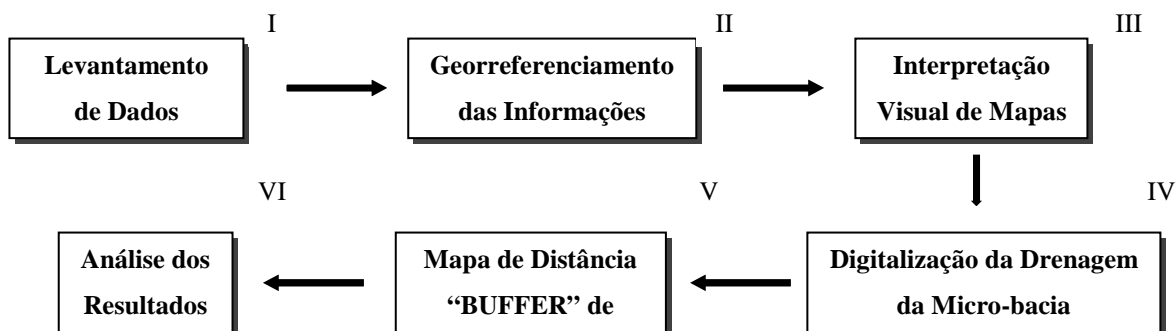 I
Levantamento
de Dados
II
Georreferenciamento
das Informações
III
Interpretação
Visual de Mapas
IV
Digitalização da Drenagem
da Micro-bacia
V
Mapa de Distância
“BUFFER” de
VI
Análise dos
Resultados